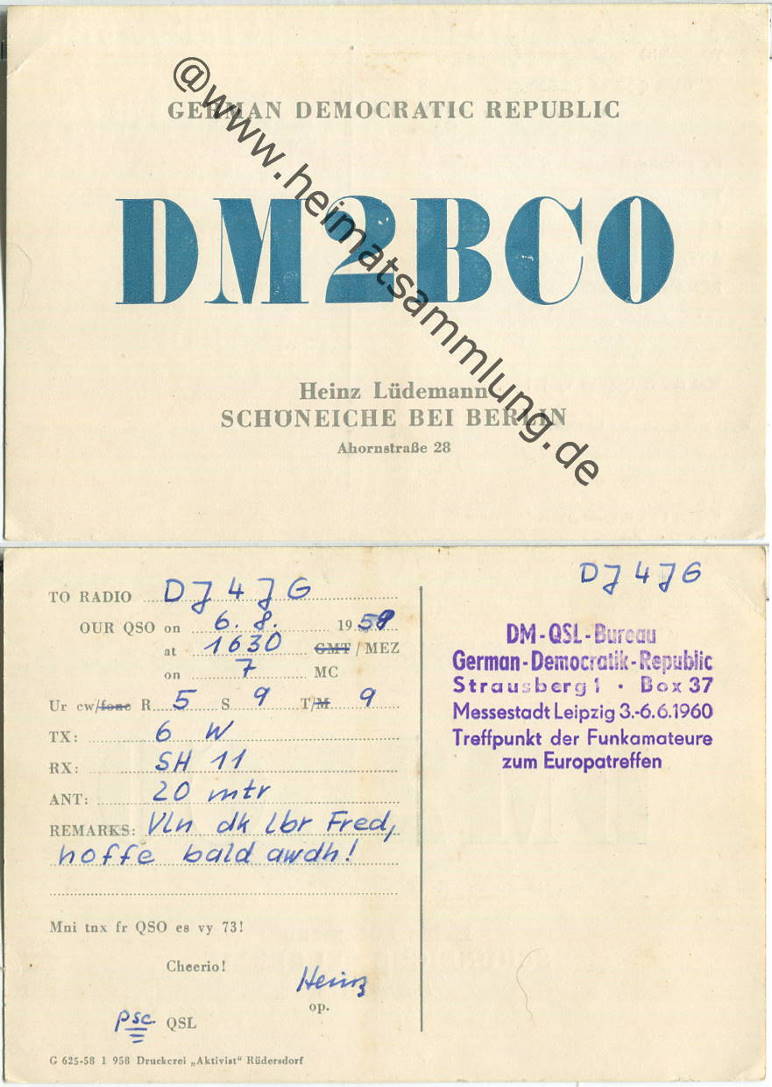 GERMAN DEMOCRATIC REPUBLIC
DM2BCO
Heinz Lüdemann
SCHÖNEICHE BEI BERLIN
Ahornstraße 28
@www.heimatsammlung.de
TO RADIO DJ4JG
OUR QSO on 6.8. 1959
at 1630 GMT / MEZ
on 7 MC
Ur cw/fone R 5 S 9 T/M 9
TX: 6 W
RX: SH 11
ANT: 20 mtr
REMARKS: Vln dk lbr Fred,
hoffe bald awdh!
Mni tnx fr QSO es vy 73!
Cheerio!
Heinz
op.
psc QSL
G 625-58 1 958 Druckerei „Aktivist" Rüdersdorf
DJ4JG
DM-QSL-Bureau
German-Democratik-Republic
Strausberg 1 · Box 37
Messestadt Leipzig 3.-6.6.1960
Treffpunkt der Funkamateure
zum Europatreffen